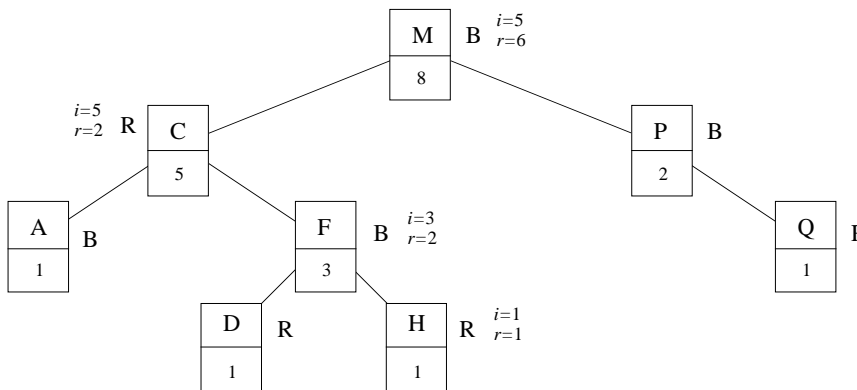 M B i=5
r=6
8
i=5
r=2 R C
5
P B
2
A B
1
F B i=3
r=2
3
Q
1
D R
1
H R i=1
r=1
1